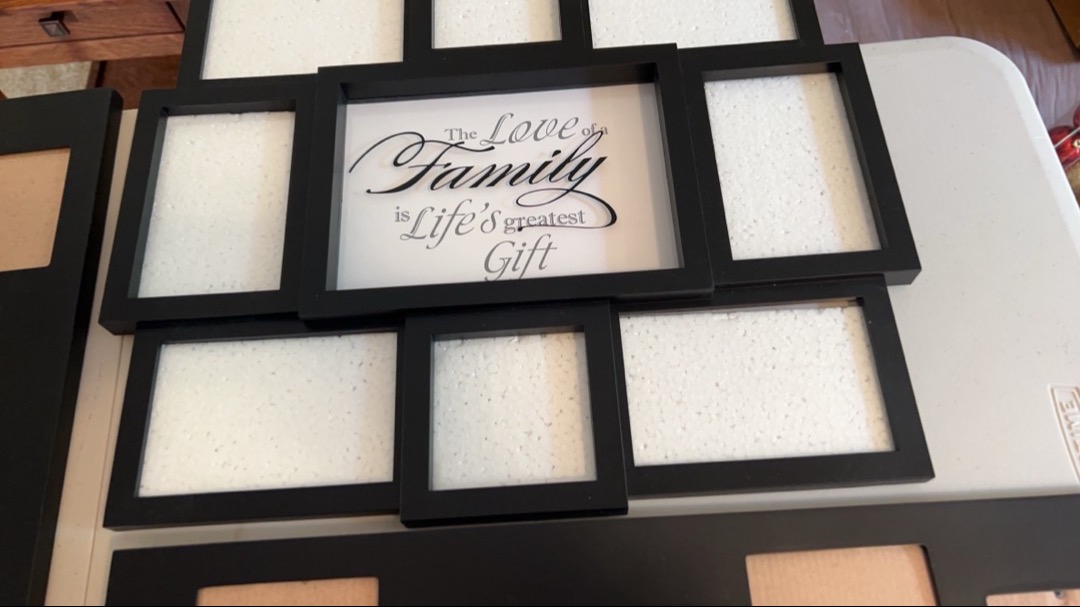 The Love of a
Family
is Life's greatest
Gift